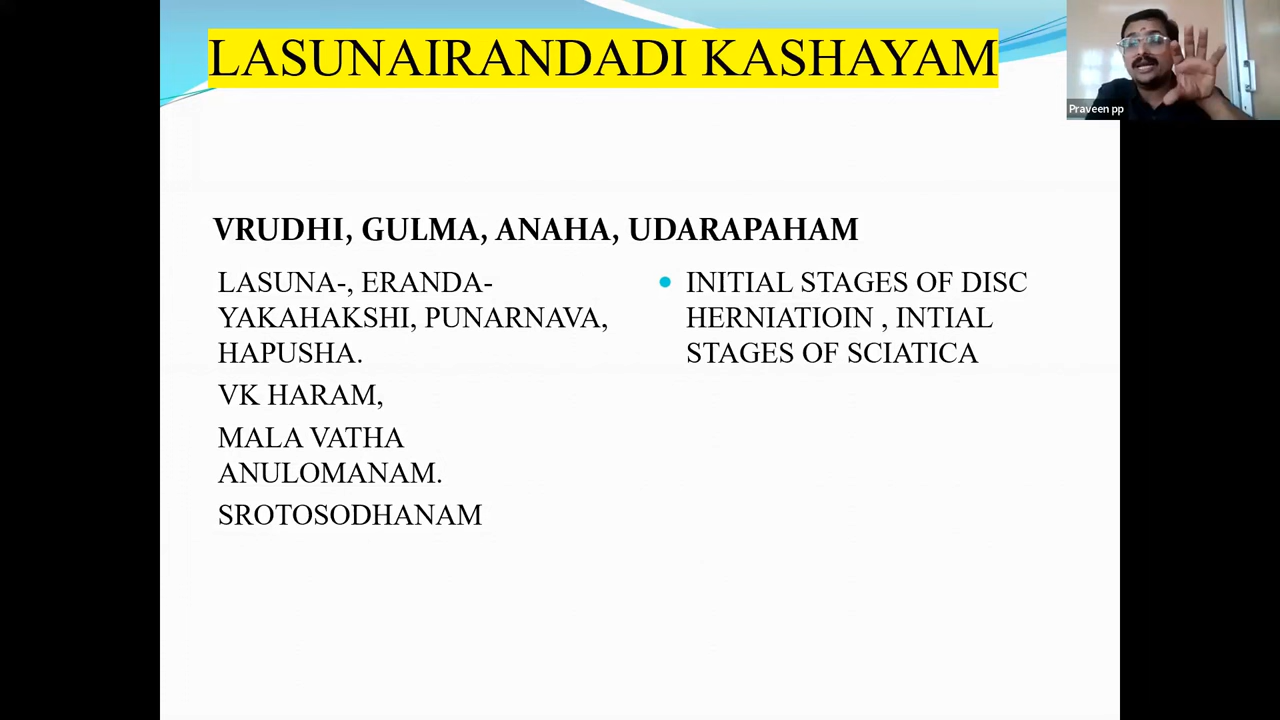 LASUNAIRANDADI KASHAYAM
Praveen pp
VRUDHI, GULMA, ANAHA, UDARAPAHAM
LASUNA-, ERANDA-
YAKAHAKSHI, PUNARNAVA,
HAPUSHA.
VK HARAM,
MALA VATHA
ANULOMANAM.
SROTOSODHANAM
INITIAL STAGES OF DISC
HERNIATIOIN , INTIAL
STAGES OF SCIATICA